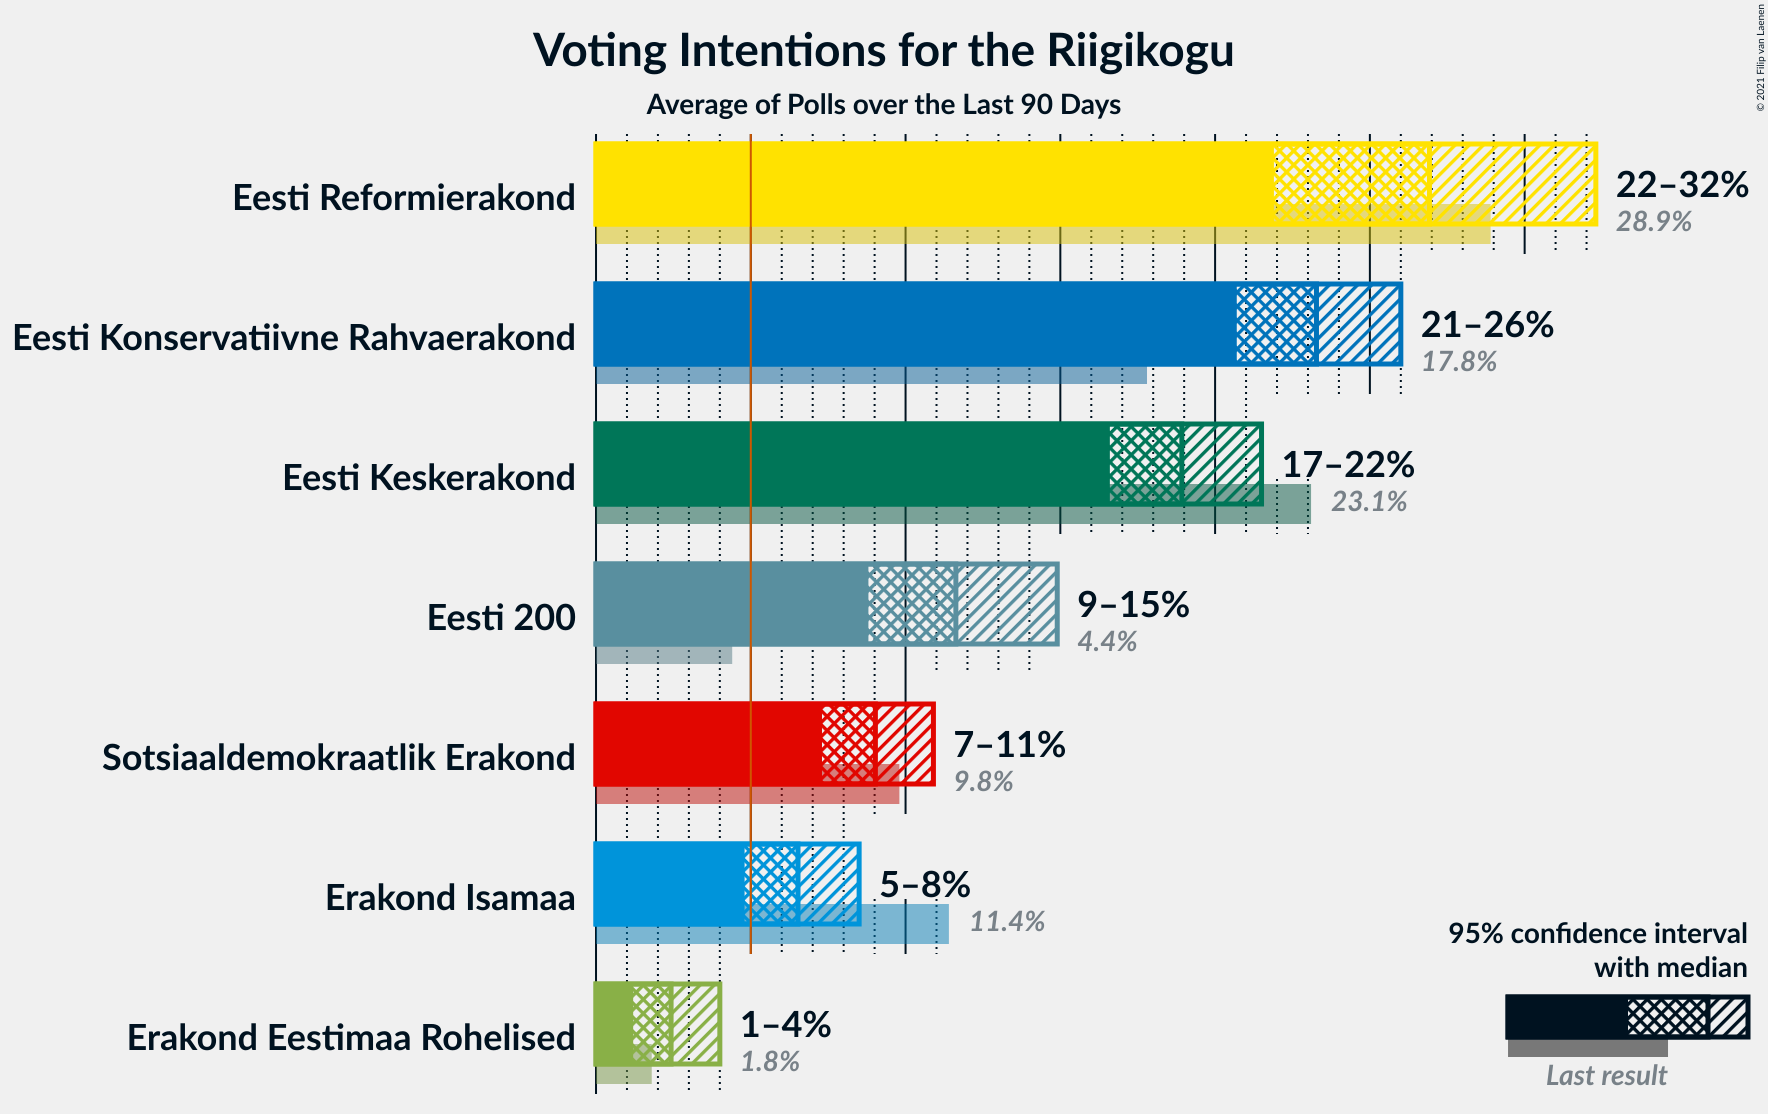 Voting Intentions for the Riigikogu
Average of Polls over the Last 90 Days
© 2021 Filip van Laenen
Eesti Reformierakond
22–32%
28.9%
Eesti Konservatiivne Rahvaerakond
21–26%
17.8%
Eesti Keskerakond
17–22%
23.1%
Eesti 200
9–15%
4.4%
Sotsiaaldemokraatlik Erakond
7–11%
9.8%
Erakond Isamaa
5–8%
11.4%
Erakond Eestimaa Rohelised
1–4%
1.8%
95% confidence interval
with median
Last result